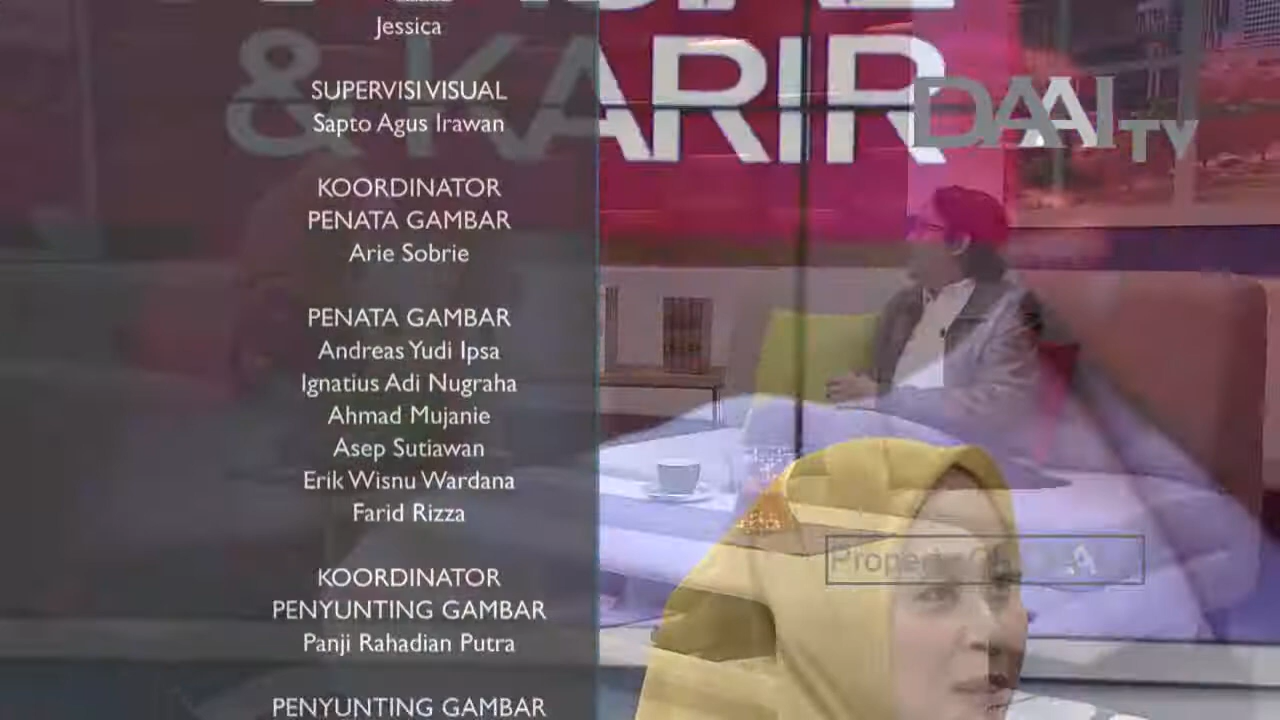 Jessica
SUPERVISI VISUAL
Sapto Agus Irawan
KOORDINATOR
PENATA GAMBAR
Arie Sobrie
PENATA GAMBAR
Andreas Yudi Ipsa
Ignatius Adi Nugraha
Ahmad Mujanie
Asep Sutiawan
Erik Wisnu Wardana
Farid Rizza
KOORDINATOR
PENYUNTING GAMBAR
Panji Rahadian Putra
PENYUNTING GAMBAR
& KARIR
DAAI TV